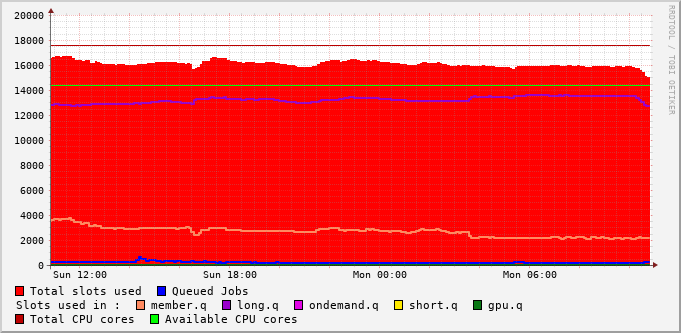 RRDTOOL / TOBI OETIKER
20000
18000
16000
14000
12000
10000
8000
6000
4000
2000
0
Sun 12:00 Sun 18:00 Mon 00:00 Mon 06:00
Total slots used Queued Jobs
Slots used in : member.q long.q ondemand.q short.q gpu.q
Total CPU cores Available CPU cores